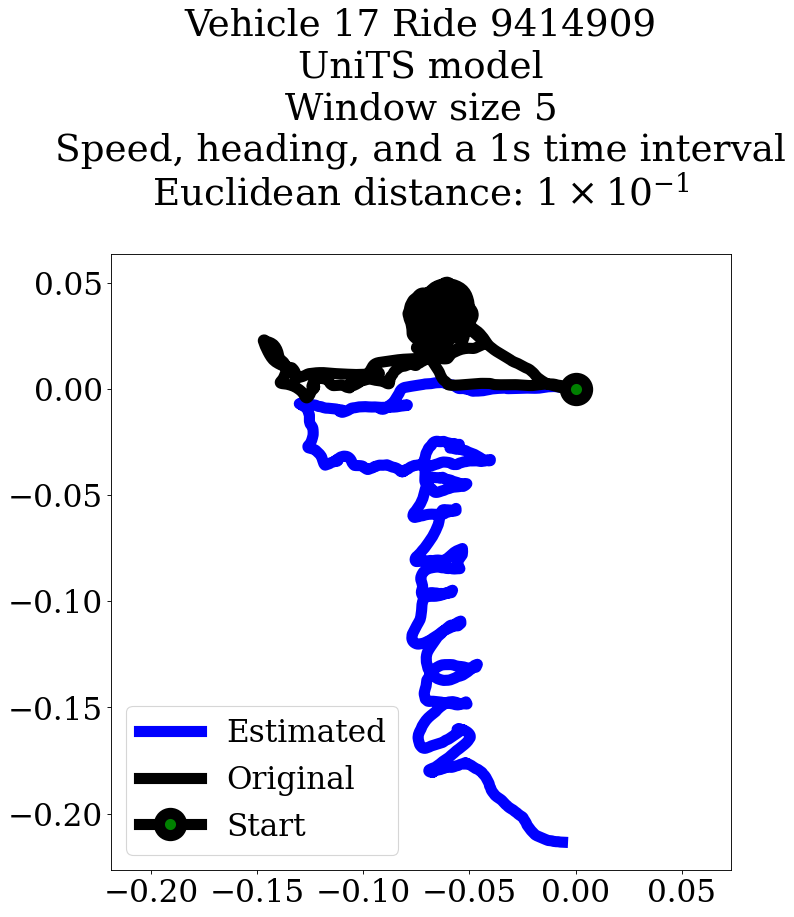 Vehicle 17 Ride 9414909
UniTS model
Window size 5
Speed, heading, and a 1s time interval
Euclidean distance: 1 × 10⁻¹
0.05
0.00
−0.05
−0.10
−0.15
−0.20
Estimated
Original
Start
−0.20 −0.15 −0.10 −0.05 0.00 0.05